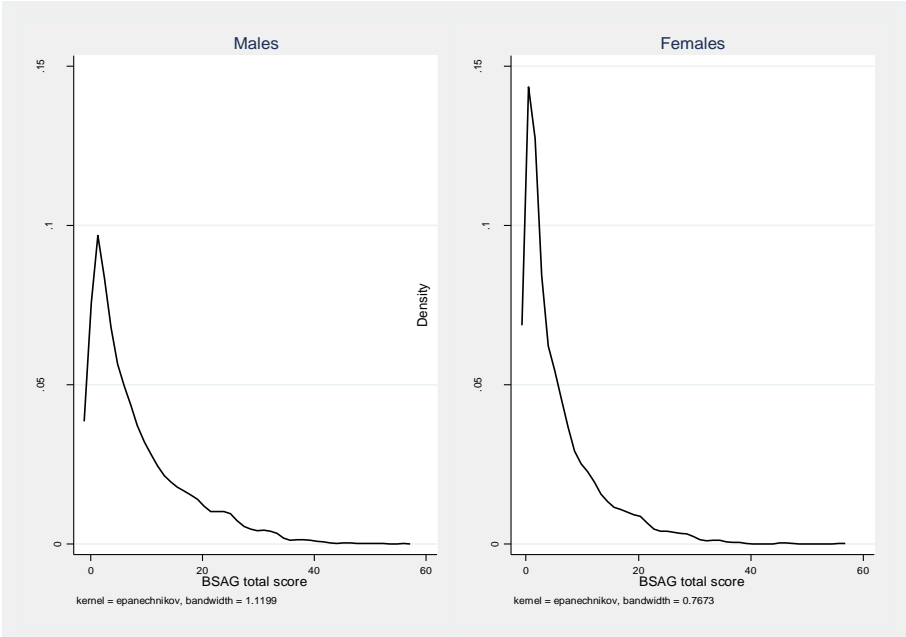 Males
.15
.1
.05
0
0 20 40 60
BSAG total score
kernel = epanechnikov, bandwidth = 1.1199
Density
Females
.15
.1
.05
0
0 20 40 60
BSAG total score
kernel = epanechnikov, bandwidth = 0.7673